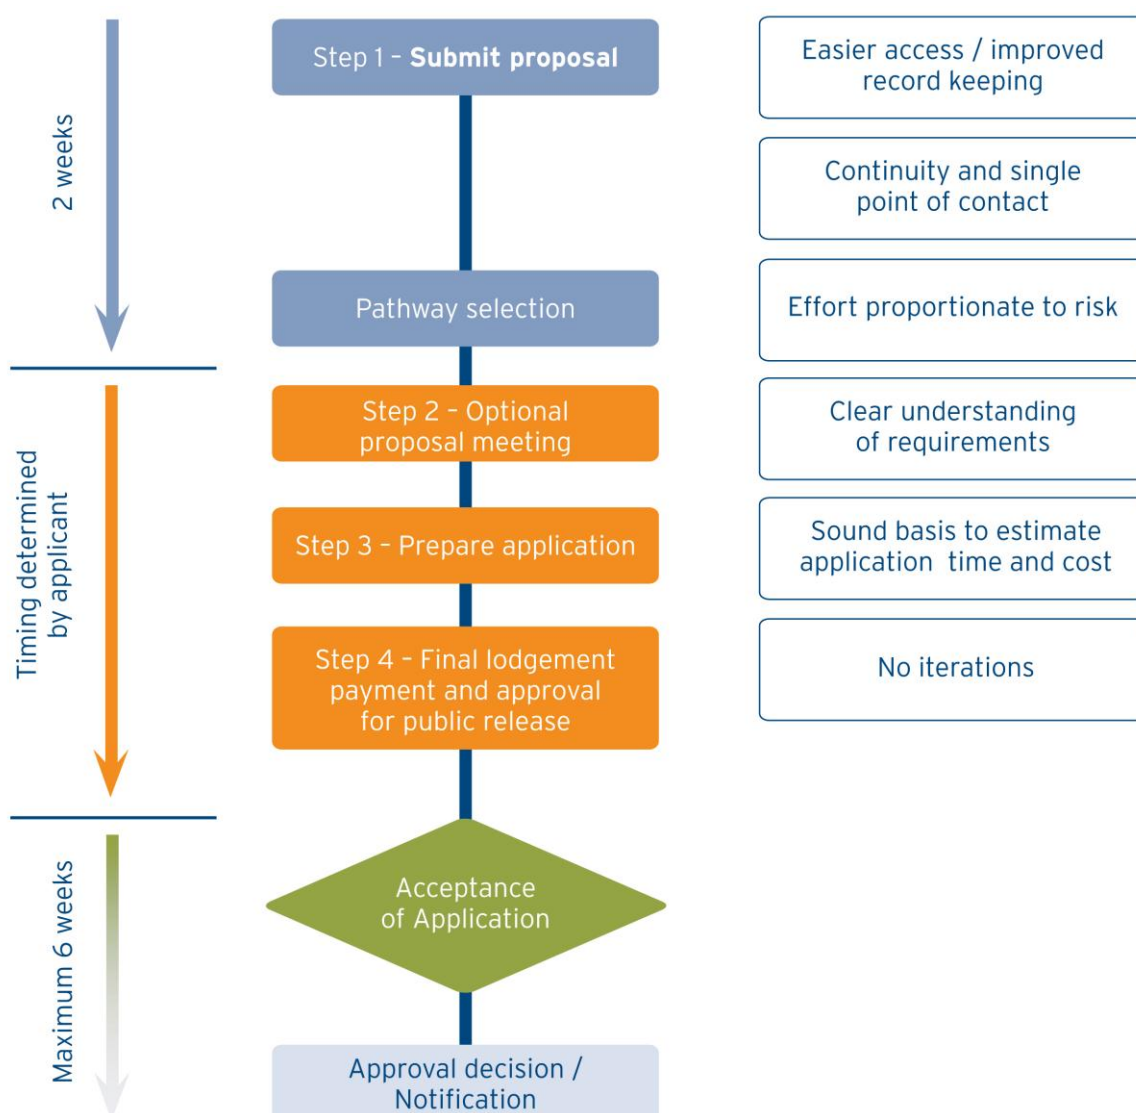 2 weeks
Step 1 – Submit proposal
Pathway selection
Timing determined
by applicant
Step 2 – Optional
proposal meeting
Step 3 – Prepare application
Step 4 – Final lodgement
payment and approval
for public release
Maximum 6 weeks
Acceptance
of Application
Approval decision /
Notification
Easier access / improved
record keeping
Continuity and single
point of contact
Effort proportionate to risk
Clear understanding
of requirements
Sound basis to estimate
application time and cost
No iterations